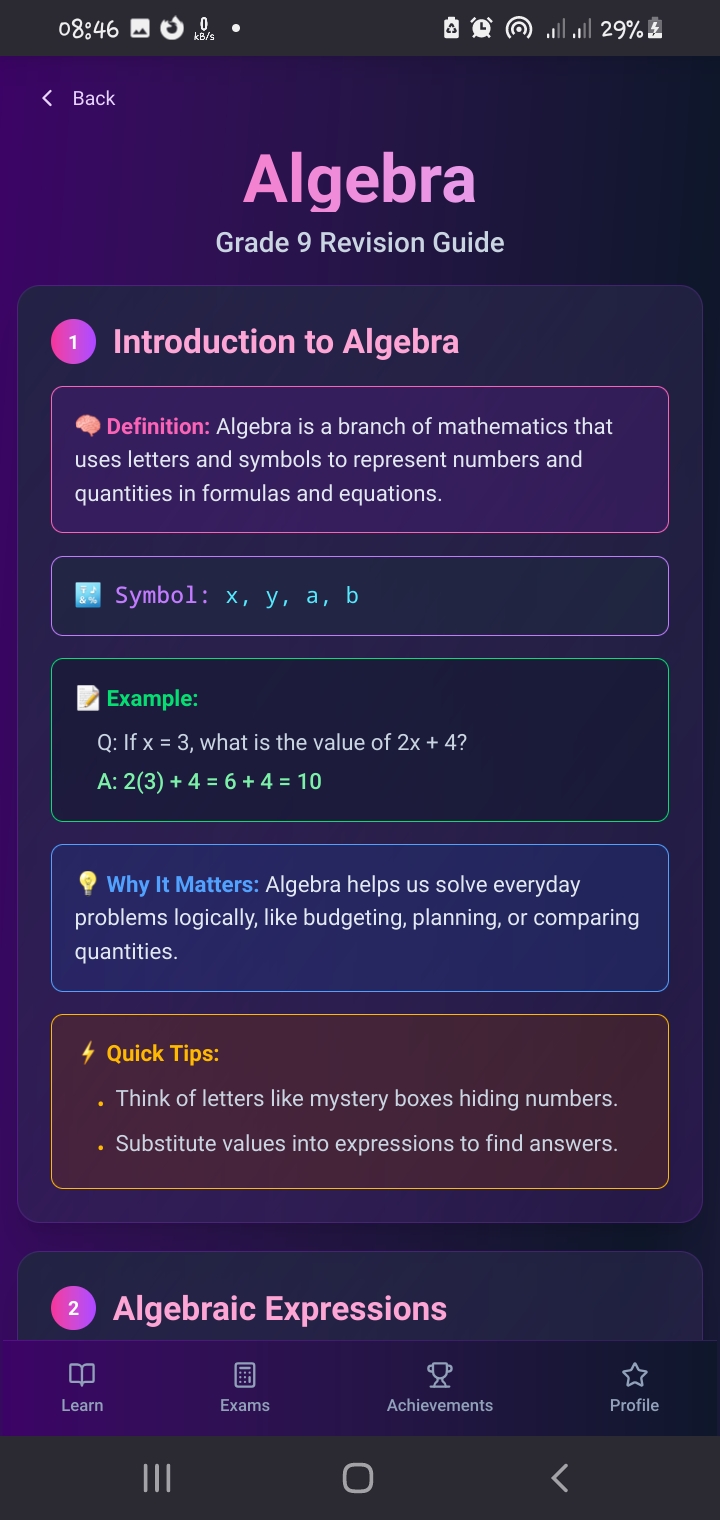 08:46
0
kB/s
29%
Back
Algebra
Grade 9 Revision Guide
1 Introduction to Algebra
🧠 Definition: Algebra is a branch of mathematics that
uses letters and symbols to represent numbers and
quantities in formulas and equations.
🔣 Symbol: x, y, a, b
📝 Example:
Q: If x = 3, what is the value of 2x + 4?
A: 2(3) + 4 = 6 + 4 = 10
💡 Why It Matters: Algebra helps us solve everyday
problems logically, like budgeting, planning, or comparing
quantities.
⚡ Quick Tips:
• Think of letters like mystery boxes hiding numbers.
• Substitute values into expressions to find answers.
2 Algebraic Expressions
Learn Exams Achievements Profile